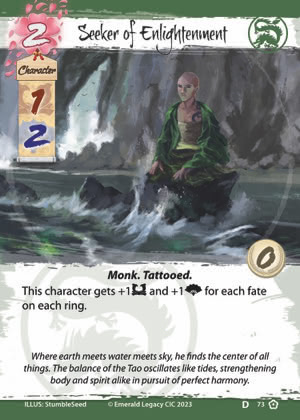 2
Seeker of Enlightenment
Character
1
2
0
Monk. Tattooed.
This character gets +1 and +1 for each fate
on each ring.
Where earth meets water meets sky, he finds the center of all
things. The balance of the Tao oscillates like tides, strengthening
body and spirit alike in pursuit of perfect harmony.
ILLUS: StumbleSeed © Emerald Legacy CIC 2023 D 73